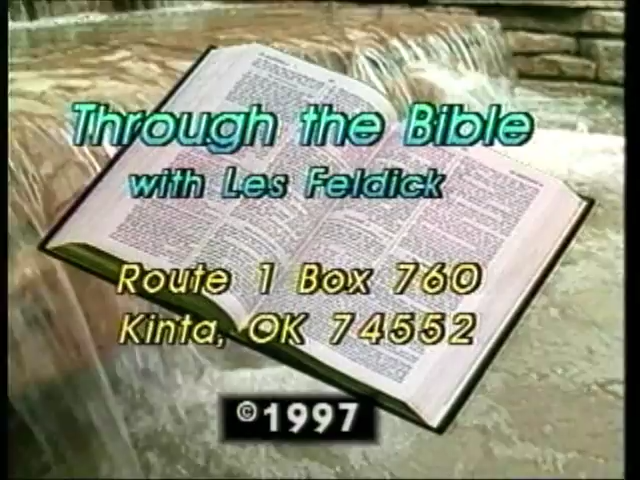 Through the Bible
with Les Feldick
Route 1 Box 760
Kinta, OK 74552
©1997